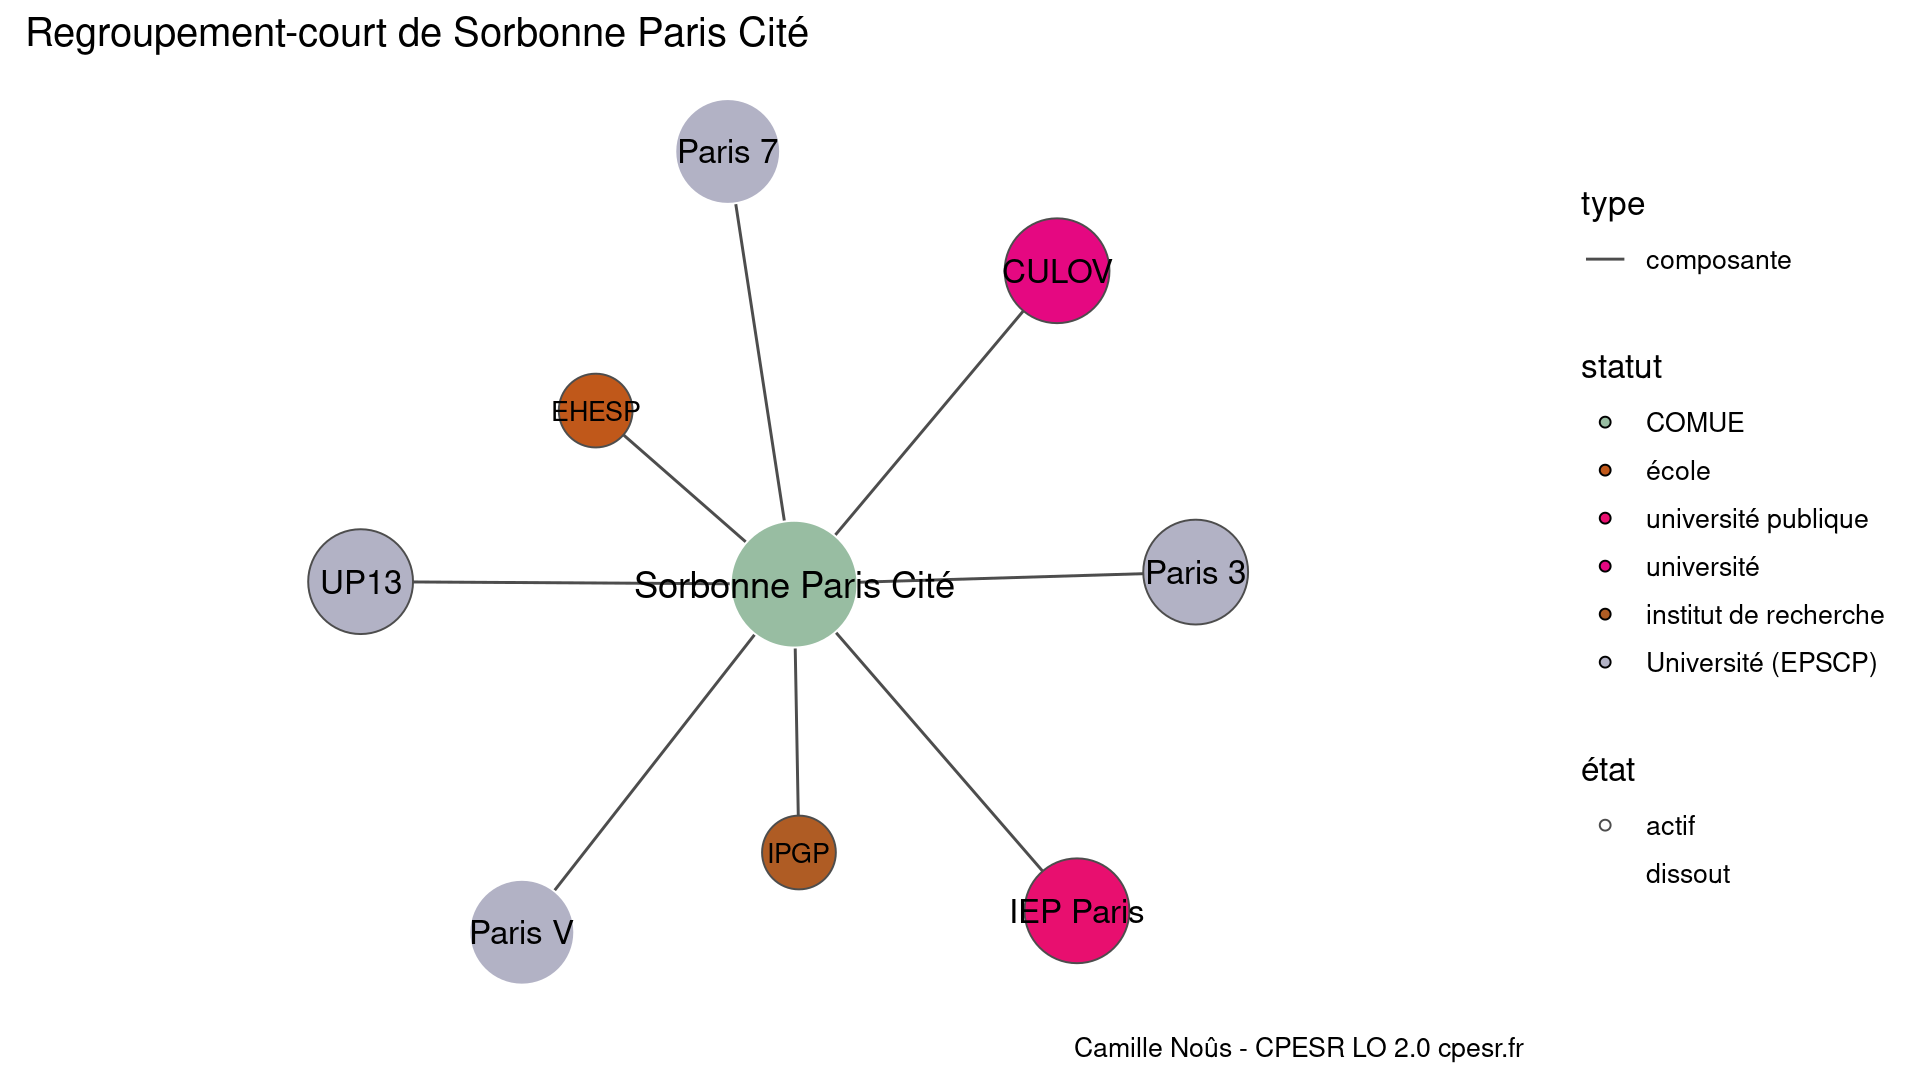 Regroupement-court de Sorbonne Paris Cité
Paris 7
CULOV
EHESP
UP13
Sorbonne Paris Cité
Paris 3
Paris V
IPGP
IEP Paris
type
composante
statut
COMUE
école
université publique
université
institut de recherche
Université (EPSCP)
état
actif
dissout
Camille Noûs - CPESR LO 2.0 cpesr.fr